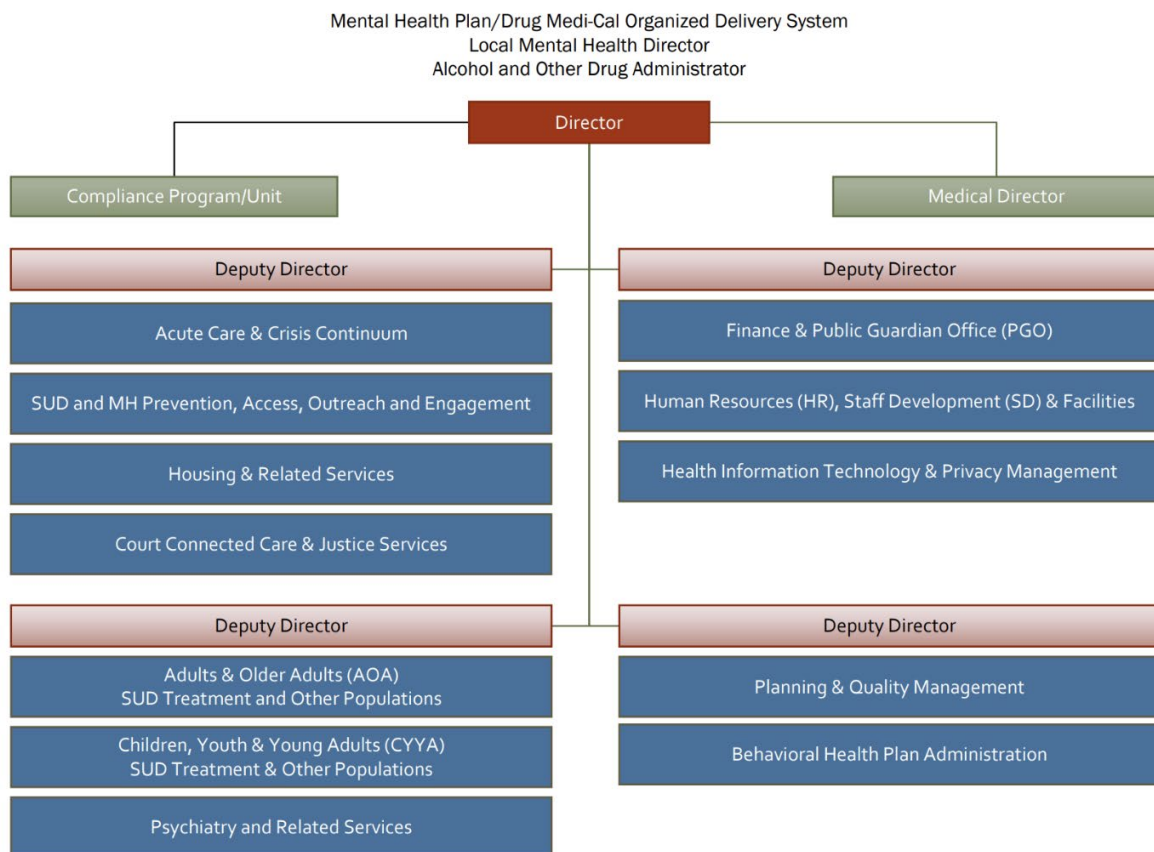 Mental Health Plan/Drug Medi-Cal Organized Delivery System
Local Mental Health Director
Alcohol and Other Drug Administrator
Director
Compliance Program/Unit
Medical Director
Deputy Director
Acute Care & Crisis Continuum
SUD and MH Prevention, Access, Outreach and Engagement
Housing & Related Services
Court Connected Care & Justice Services
Deputy Director
Finance & Public Guardian Office (PGO)
Human Resources (HR), Staff Development (SD) & Facilities
Health Information Technology & Privacy Management
Deputy Director
Adults & Older Adults (AOA)
SUD Treatment and Other Populations
Children, Youth & Young Adults (CYYA)
SUD Treatment & Other Populations
Psychiatry and Related Services
Deputy Director
Planning & Quality Management
Behavioral Health Plan Administration